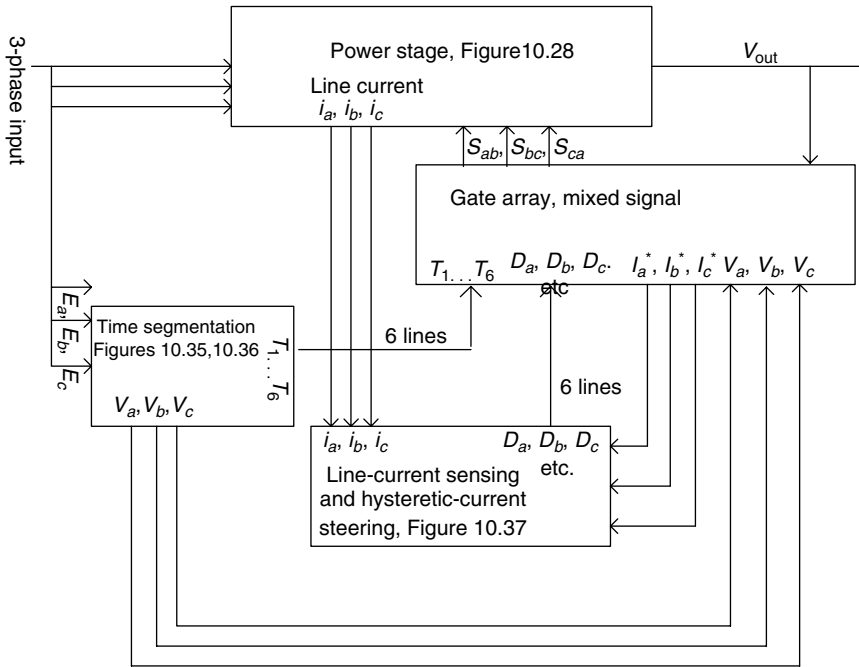 3-phase input
Power stage, Figure10.28
V_out
Line current
i_a, i_b, i_c
S_ab, S_bc, S_ca
Gate array, mixed signal
T_1. . . T_6
D_a, D_b, D_c.
etc
I_a^*, I_b^*, I_c^* V_a, V_b, V_c
E_a, E_b, E_c
Time segmentation
Figures 10.35,10.36
T_1. . . T_6
V_a, V_b, V_c
6 lines
6 lines
i_a, i_b, i_c
D_a, D_b, D_c
etc.
Line-current sensing
and hysteretic-current
steering, Figure 10.37